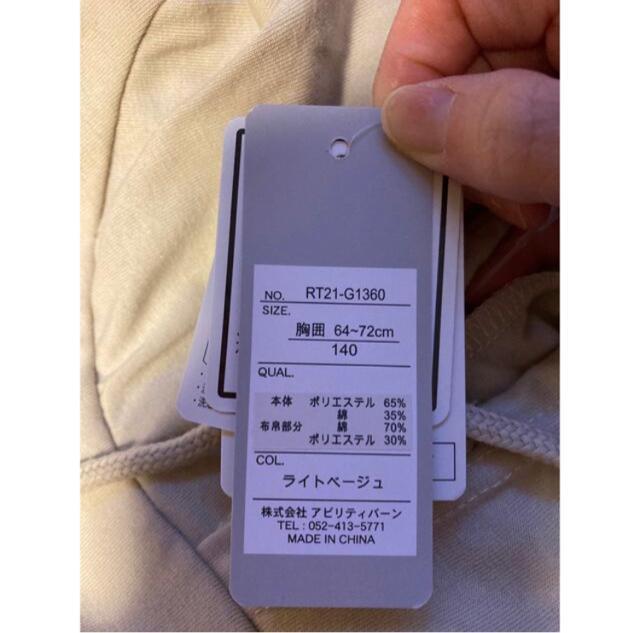 NO. RT21-G1360
SIZE.
胸囲 64~72cm
140
QUAL.
本体 ポリエステル 65%
綿 35%
布帛部分 綿 70%
ポリエステル 30%
COL.
ライトベージュ
株式会社 アビリティバーン
TEL : 052-413-5771
MADE IN CHINA